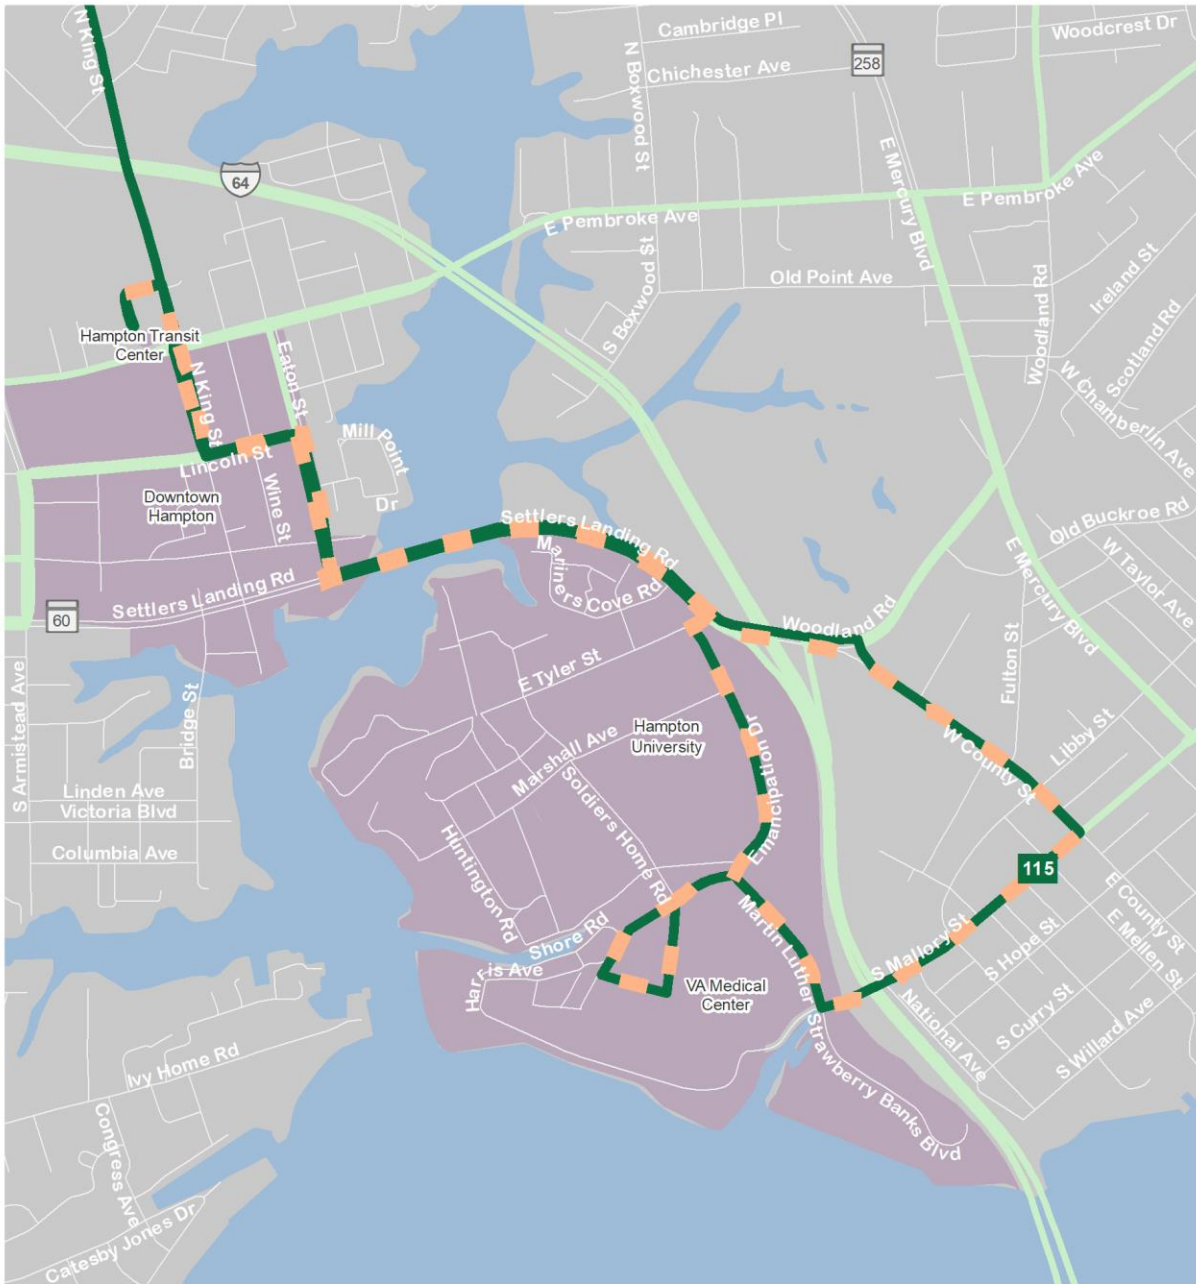 N King St
Cambridge Pl
Woodcrest Dr
N Boxwood St
Chichester Ave
258
64
E Mercury Blvd
E Pembroke Ave
E Pembroke Ave
Old Point Ave
Ireland St
S Boxwood St
Woodland Rd
Scotland Rd
Hampton Transit
Center
N King St
Eaton St
W Chamberlin Ave
Mill Point
Dr
Lincoln St
Wine St
Downtown
Hampton
Settlers Landing Rd
Old Buckroe Rd
W Taylor Ave
E Mercury Blvd
Mariners Cove Rd
Settlers Landing Rd
60
Woodland Rd
Fulton St
E Tyler St
S Armistead Ave
Bridge St
Hampton
University
Emancipation Dr
Marshall Ave
W County St
Libby St
Soldiers Home Rd
Linden Ave
Victoria Blvd
Columbia Ave
Huntington Rd
115
E County St
E Mellen St
Shore Rd
Martin Luther
S Mallory St
S Hope St
Harris Ave
VA Medical
Center
National Ave
S Curry St
S Willard Ave
Strawberry Banks Blvd
Ivy Home Rd
Congress Ave
Catesby Jones Dr